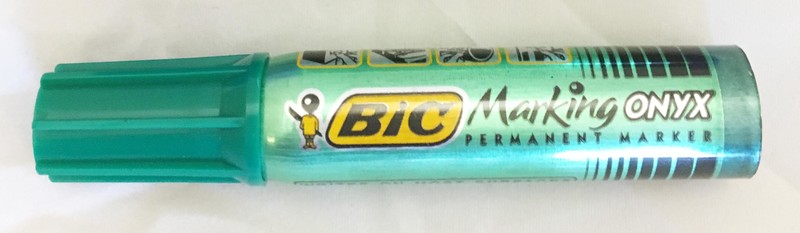 BIC Marking ONYX
PERMANENT MARKER